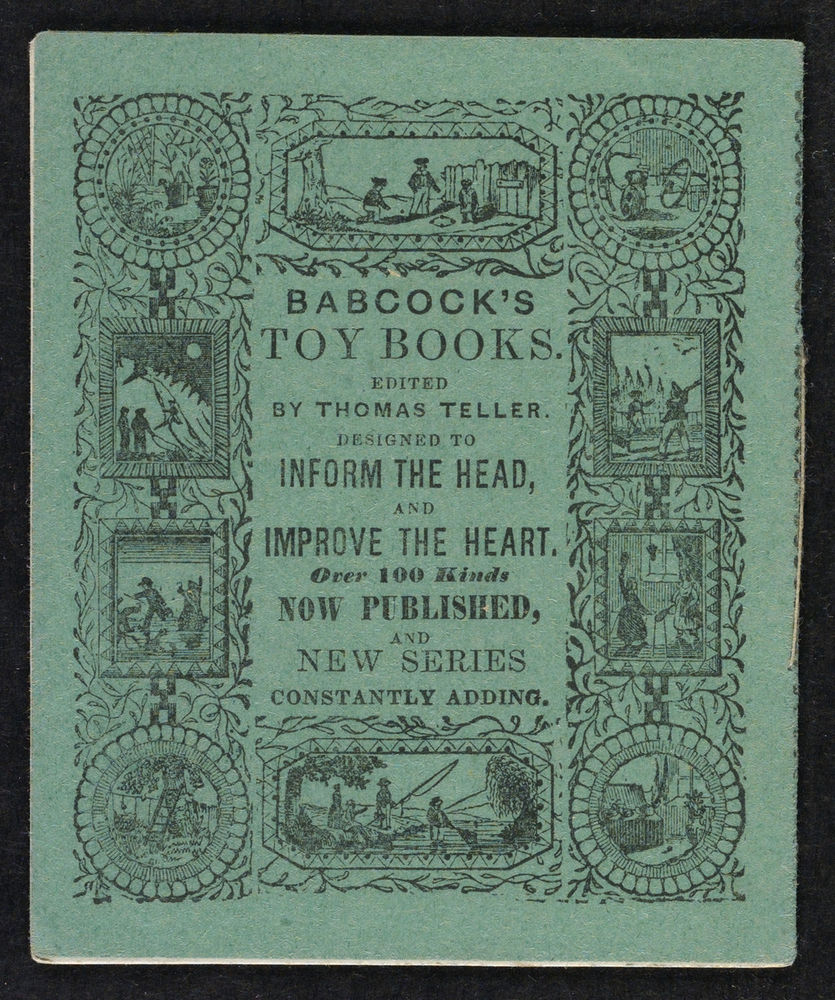 BABCOCK'S
TOY BOOKS.
EDITED
BY THOMAS TELLER.
DESIGNED TO
INFORM THE HEAD,
AND
IMPROVE THE HEART.
Over 100 Kinds
NOW PUBLISHED,
AND
NEW SERIES
CONSTANTLY ADDING.